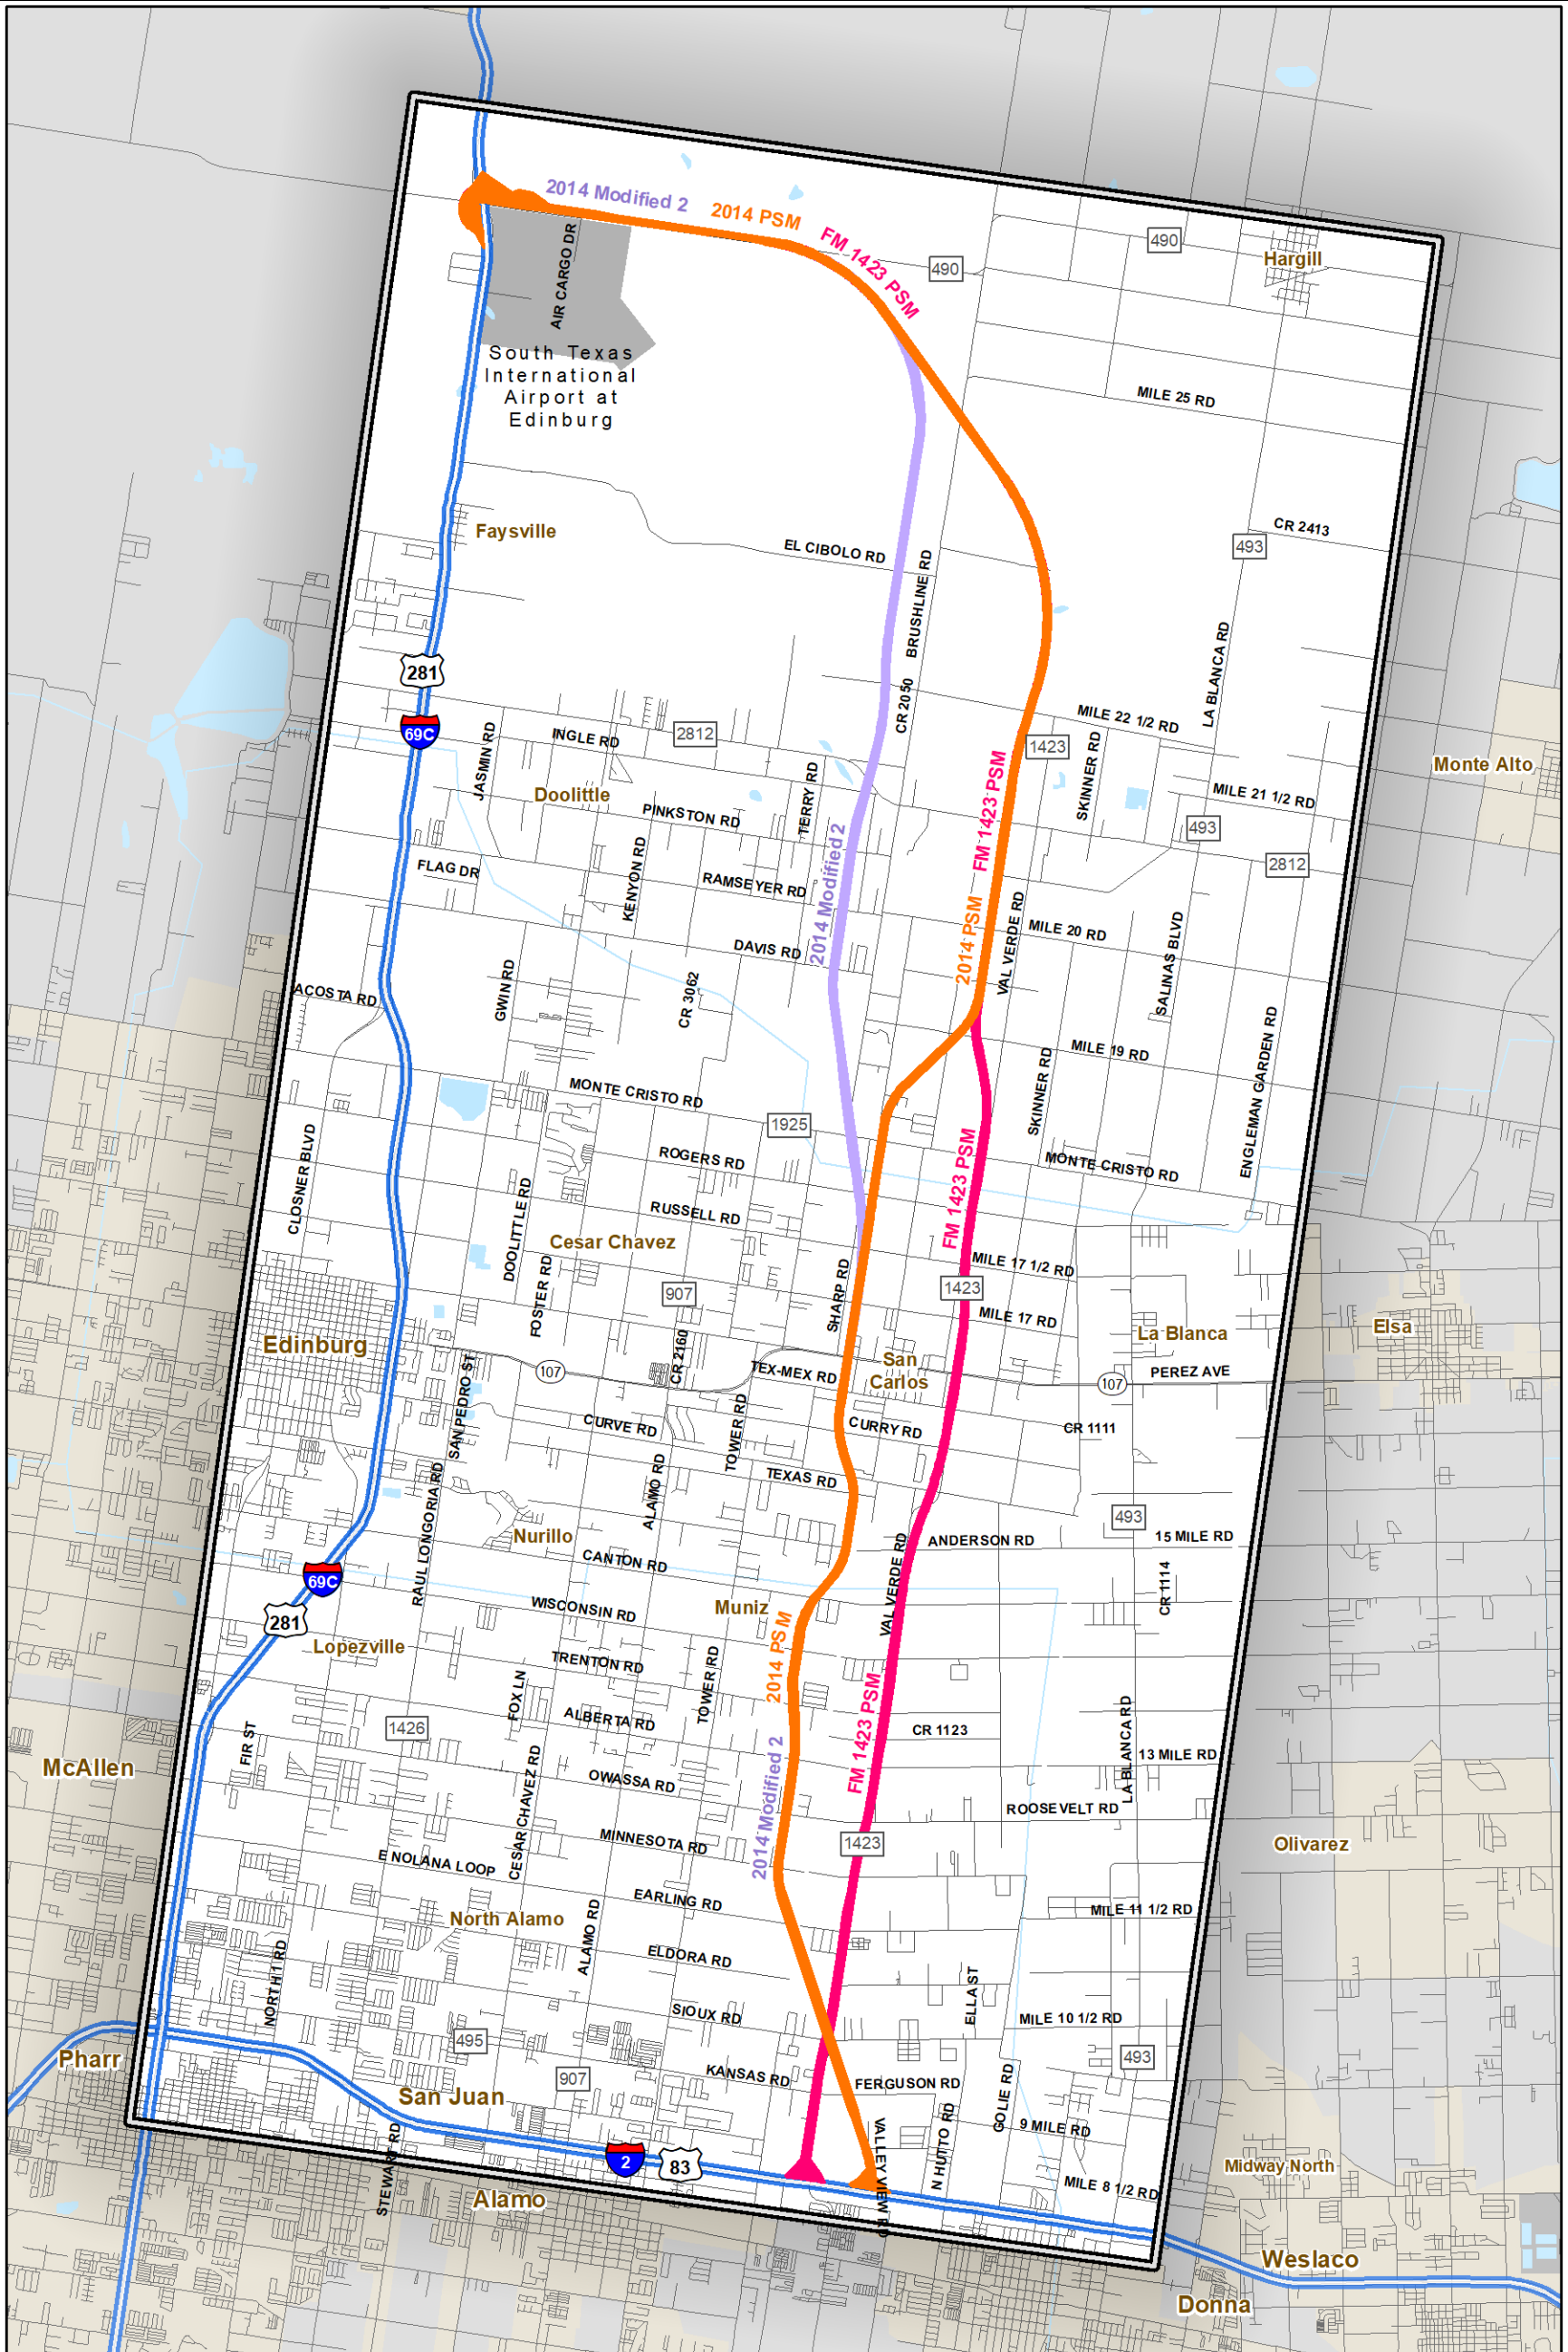 2014 Modified 2
2014 PSM
FM 1423 PSM
490
490
Hargill
AIR CARGO DR
South Texas
International
Airport at
Edinburg
MILE 25 RD
Faysville
EL CIBOLO RD
BRUSHLINE RD
CR 2050
493
CR 2413
LA BLANCA RD
281
69C
JASMIN RD
INGLE RD
2812
Doolittle
PINKSTON RD
TERRY RD
MILE 22 1/2 RD
1423
SKINNER RD
FM 1423 PSM
MILE 21 1/2 RD
493
2812
Monte Alto
FLAG DR
KENYON RD
RAMSEYER RD
2014 Modified 2
DAVIS RD
2014 PSM
VAL VERDE RD
MILE 20 RD
SALINAS BLVD
ACOSTA RD
GWIN RD
CR 3062
MILE 19 RD
SKINNER RD
ENGLEMAN GARDEN RD
MONTE CRISTO RD
1925
CLOSNER BLVD
ROGERS RD
FM 1423 PSM
MONTE CRISTO RD
DOOLITTLE RD
RUSSELL RD
Cesar Chavez
FOSTER RD
907
SHARP RD
MILE 17 1/2 RD
1423
MILE 17 RD
Edinburg
SAN PEDRO ST
107
CR 2160
TEX-MEX RD
San
Carlos
La Blanca
107
PEREZ AVE
Elsa
CURVE RD
TOWER RD
CURRY RD
CR 1111
TEXAS RD
RAUL LONGORIA RD
ALAMO RD
493
Nurillo
CANTON RD
VAL VERDE RD
ANDERSON RD
15 MILE RD
CR 1114
69C
281
WISCONSIN RD
Muniz
Lopezville
TRENTON RD
2014 PSM
TOWER RD
FOX LN
ALBERTA RD
1426
FIR ST
FM 1423 PSM
CR 1123
LA BLANCA RD
13 MILE RD
McAllen
OWASSA RD
2014 Modified 2
CESAR CHAVEZ RD
ROOSEVELT RD
MINNESOTA RD
1423
Olivarez
E NOLANA LOOP
EARLING RD
MILE 11 1/2 RD
North Alamo
ALAMO RD
ELDORA RD
NORTH I RD
SIOUX RD
ELLA ST
MILE 10 1/2 RD
495
493
Pharr
907
KANSAS RD
FERGUSON RD
GOLIE RD
San Juan
9 MILE RD
STEWART RD
2
83
VALLEY VIEW RD
N HUTTO RD
Midway North
MILE 8 1/2 RD
Alamo
Weslaco
Donna